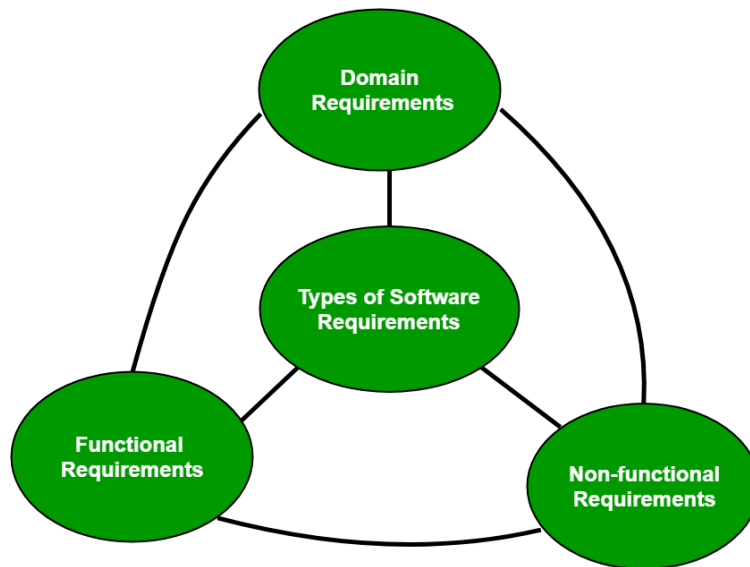 Domain
Requirements
Types of Software
Requirements
Functional
Requirements
Non-functional
Requirements